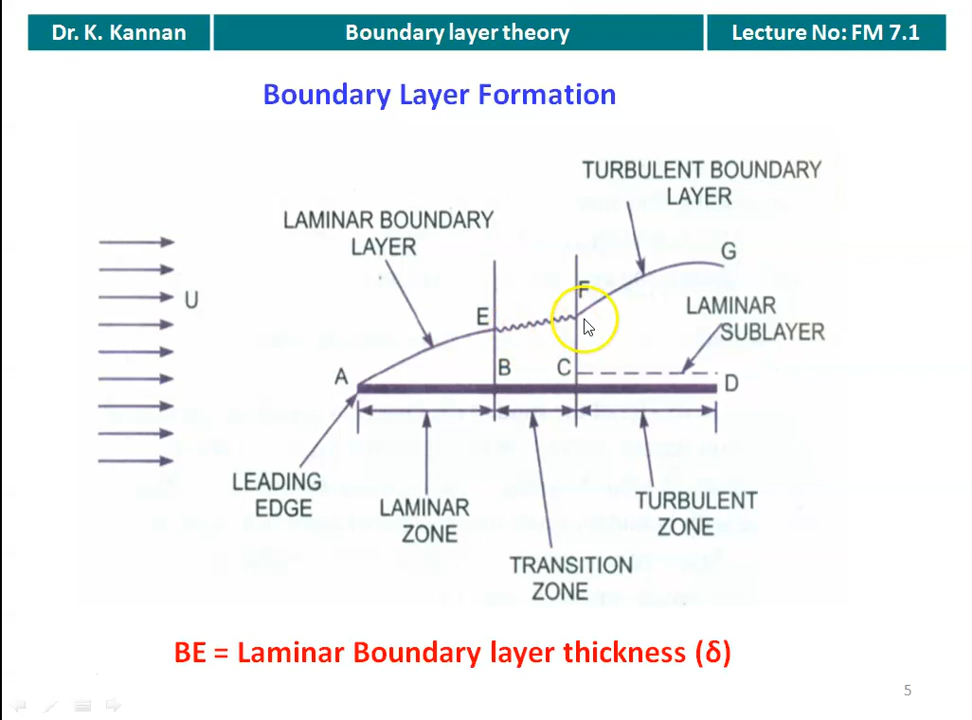 Dr. K. Kannan
Boundary layer theory
Lecture No: FM 7.1
Boundary Layer Formation
TURBULENT BOUNDARY
LAYER
LAMINAR BOUNDARY
LAYER
U
G
F
E
LAMINAR
SUBLAYER
A
B
C
D
LEADING
EDGE
LAMINAR
ZONE
TRANSITION
ZONE
TURBULENT
ZONE
BE = Laminar Boundary layer thickness (δ)
5